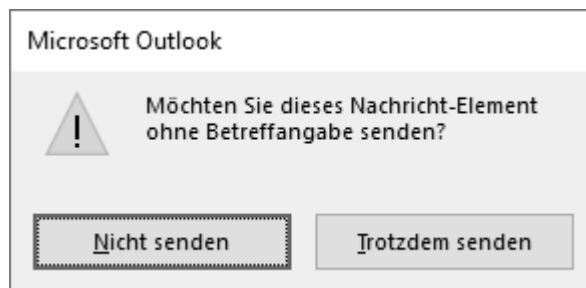 Microsoft Outlook
Möchten Sie dieses Nachricht-Element
ohne Betreffangabe senden?
Nicht senden
Trotzdem senden